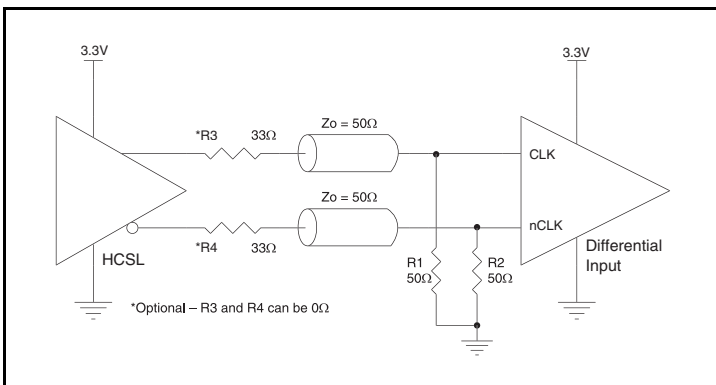 3.3V
3.3V
*R3 33Ω
Zo = 50Ω
CLK
Zo = 50Ω
nCLK
HCSL
*R4 33Ω
R1
50Ω
R2
50Ω
Differential
Input
*Optional – R3 and R4 can be 0Ω